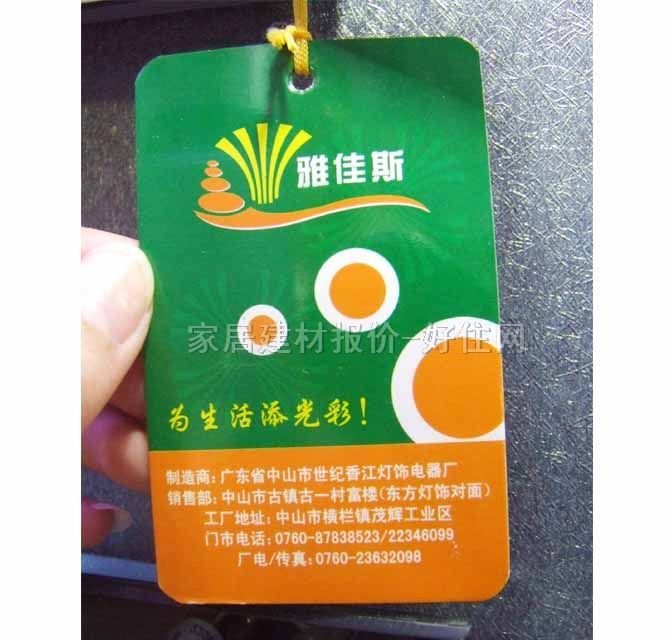 雅佳斯
家居建材报价-好住网
为生活添光彩!
制造商:广东省中山市世纪香江灯饰电器厂
销售部:中山市古镇古一村富楼(东方灯饰对面)
工厂地址:中山市横栏镇茂辉工业区
门市电话:0760-87838523/22346099
厂电/传真:0760-23632098